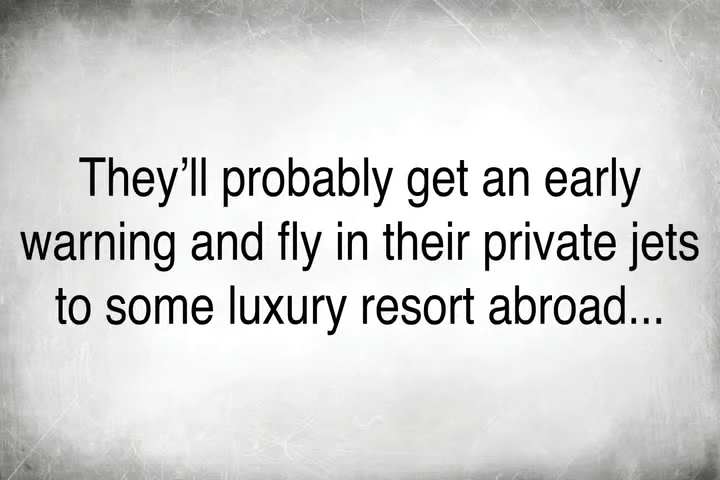 They’ll probably get an early
warning and fly in their private jets
to some luxury resort abroad...